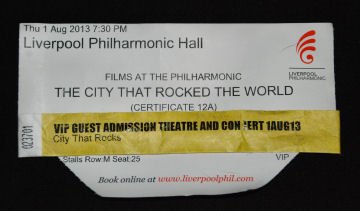 Thu 1 Aug 2013 7:30 PM
Liverpool Philharmonic Hall
LIVERPOOL
PHILHARMONIC
FILMS AT THE PHILHARMONIC
THE CITY THAT ROCKED THE WORLD
(CERTIFICATE 12A)
023701
VIP GUEST ADMISSION THEATRE AND CONCERT 1AUG13
City That Rocks
Stalls Row:M Seat:25 VIP
Book online at www.liverpoolphil.com